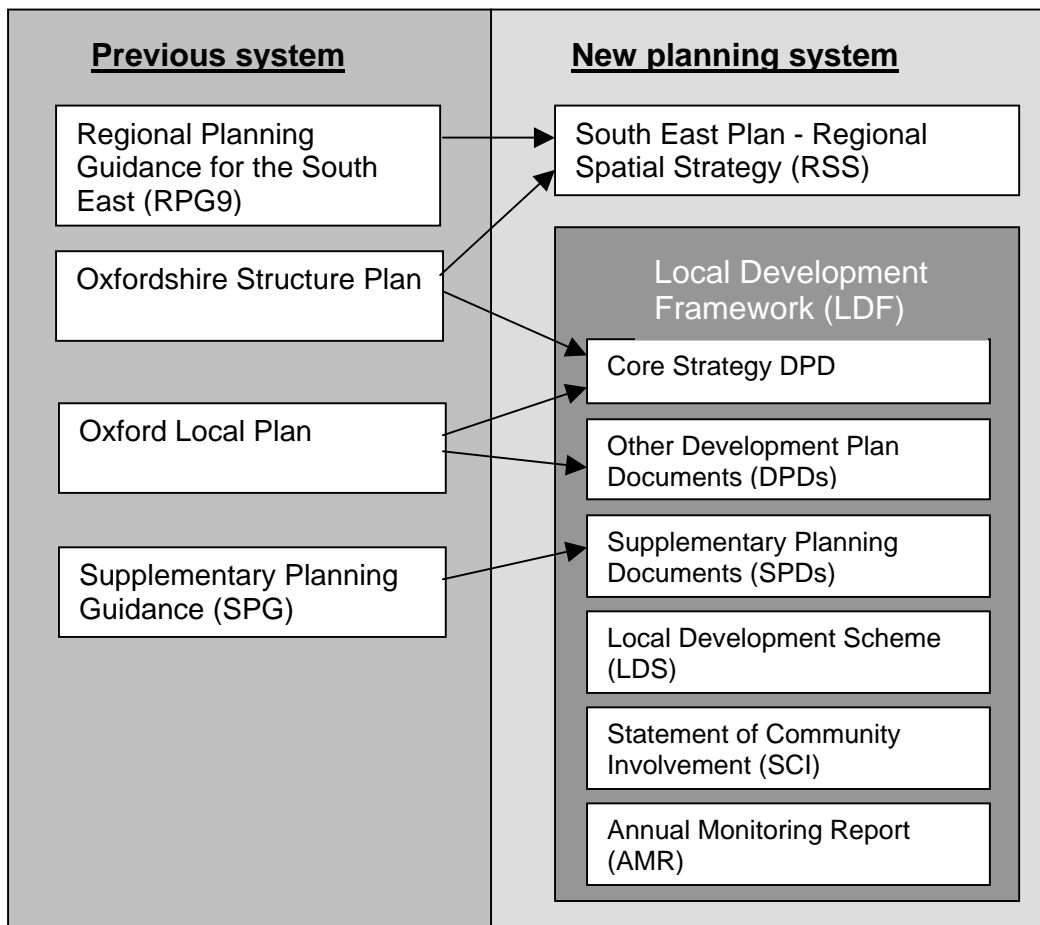 Previous system
Regional Planning
Guidance for the South
East (RPG9)
Oxfordshire Structure Plan
Oxford Local Plan
Supplementary Planning
Guidance (SPG)
New planning system
South East Plan - Regional
Spatial Strategy (RSS)
Local Development
Framework (LDF)
Core Strategy DPD
Other Development Plan
Documents (DPDs)
Supplementary Planning
Documents (SPDs)
Local Development Scheme
(LDS)
Statement of Community
Involvement (SCI)
Annual Monitoring Report
(AMR)